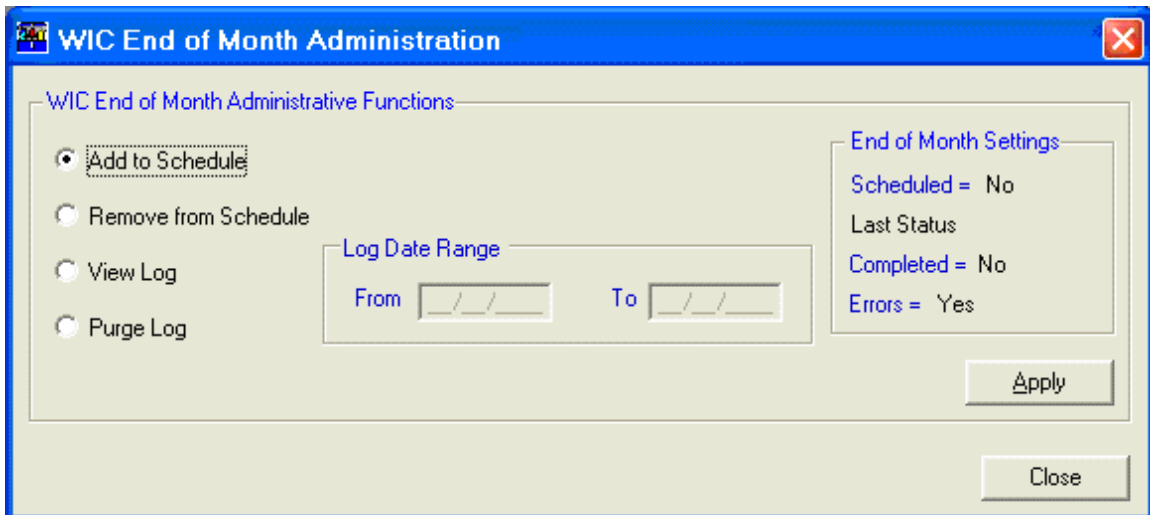 WIC End of Month Administration
WIC End of Month Administrative Functions
Add to Schedule
Remove from Schedule
View Log
Purge Log
Log Date Range
From __/__/____ To __/__/____
End of Month Settings
Scheduled = No
Last Status
Completed = No
Errors = Yes
Apply
Close